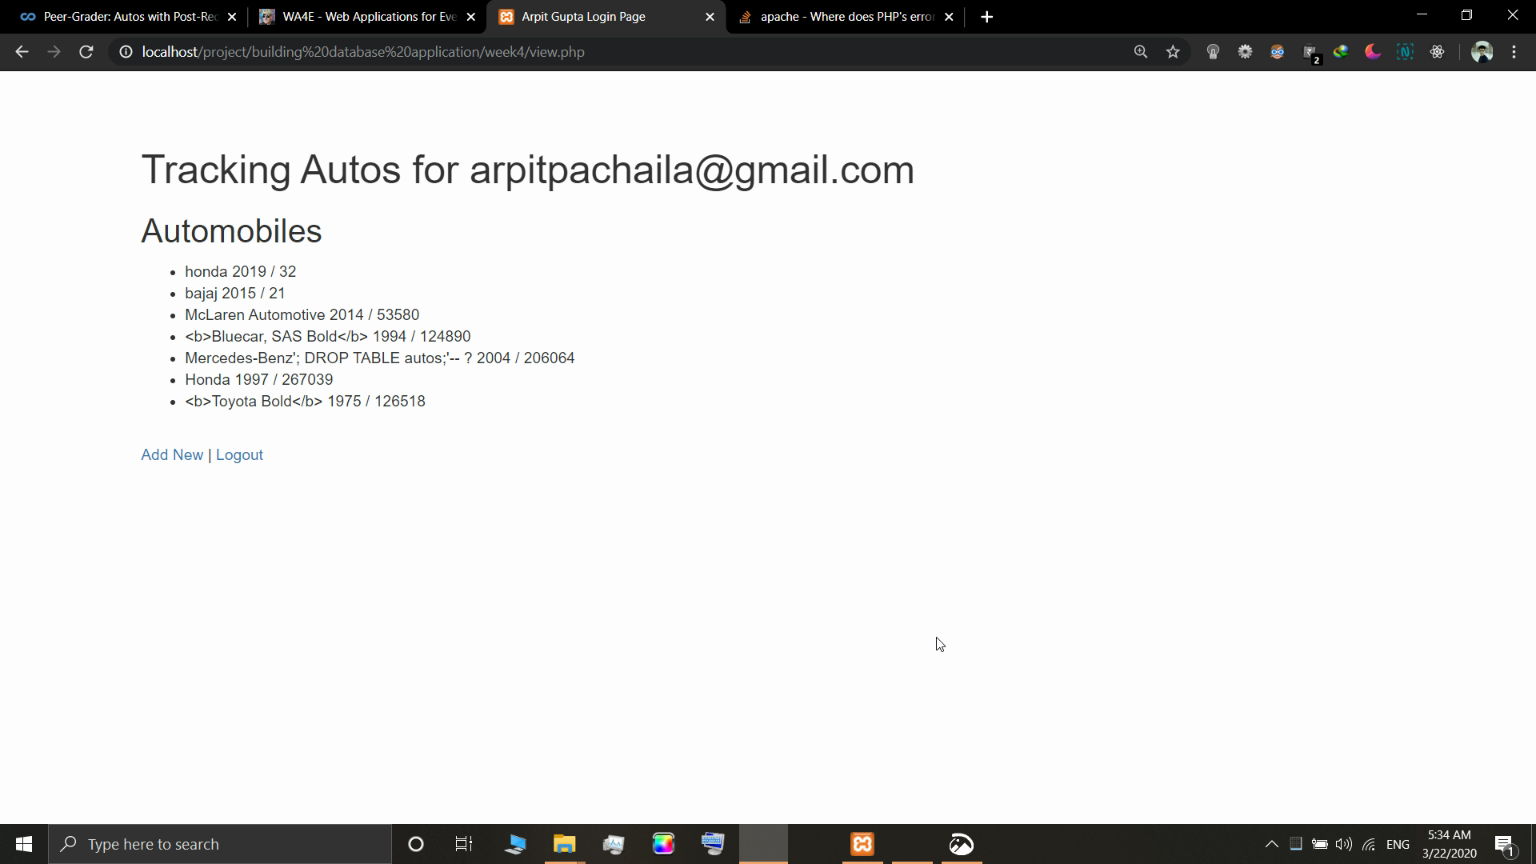 Peer-Grader: Autos with Post-Rec
WA4E - Web Applications for Eve
Arpit Gupta Login Page
apache - Where does PHP's error
localhost/project/building%20database%20application/week4/view.php
2
Tracking Autos for arpitpachaila@gmail.com
Automobiles
honda 2019 / 32
bajaj 2015 / 21
McLaren Automotive 2014 / 53580
<b>Bluecar, SAS Bold</b> 1994 / 124890
Mercedes-Benz'; DROP TABLE autos;'-- ? 2004 / 206064
Honda 1997 / 267039
<b>Toyota Bold</b> 1975 / 126518
Add New | Logout
Type here to search
ENG
5:34 AM
3/22/2020
1